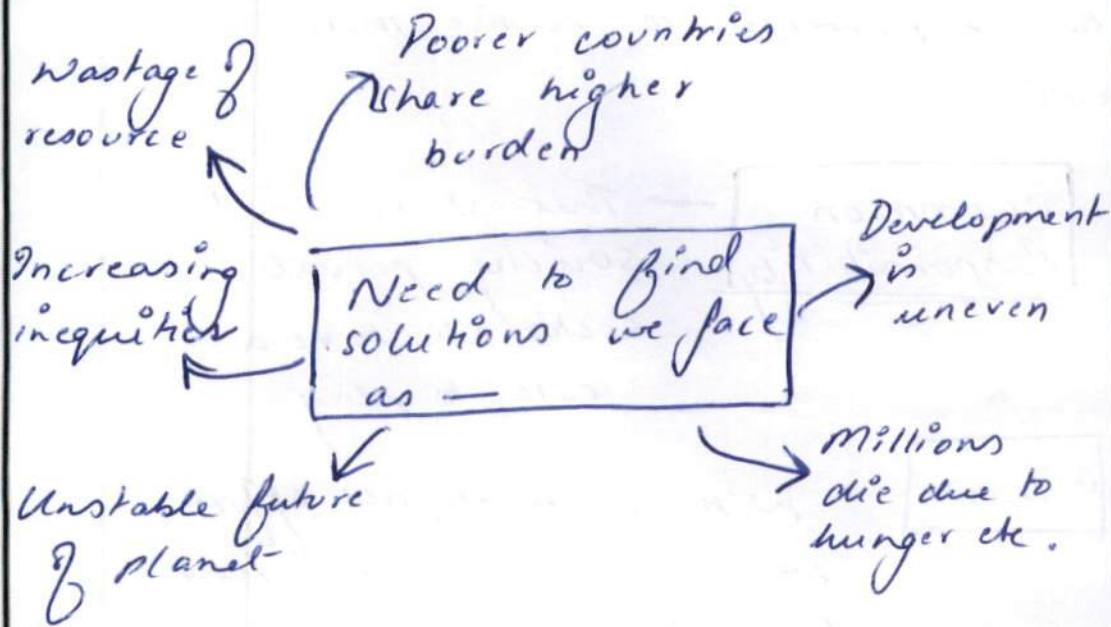 Wastage of
resource
Poorer countries
share higher
burden
Increasing
inequities
Need to find
solutions we face
as —
Development
is
uneven
Unstable future
of planet
Millions
die due to
hunger etc.